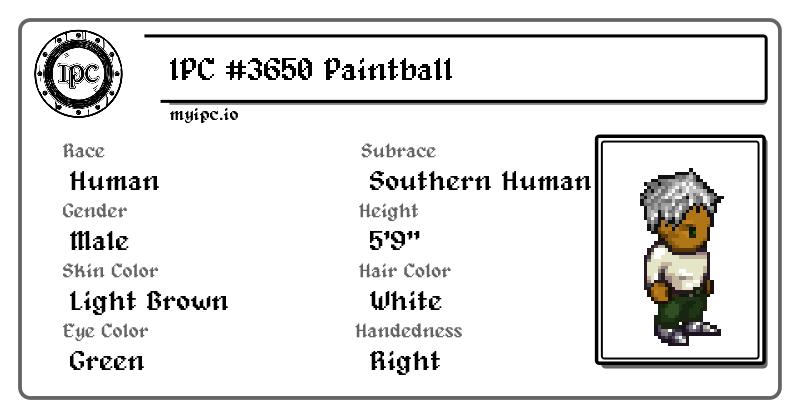 IPC
IPC #3650 Paintball
myipc.io
Race
Subrace
Human
Southern Human
Gender
Height
Male
5'9"
Skin Color
Hair Color
Light Brown
White
Eye Color
Handedness
Green
Right